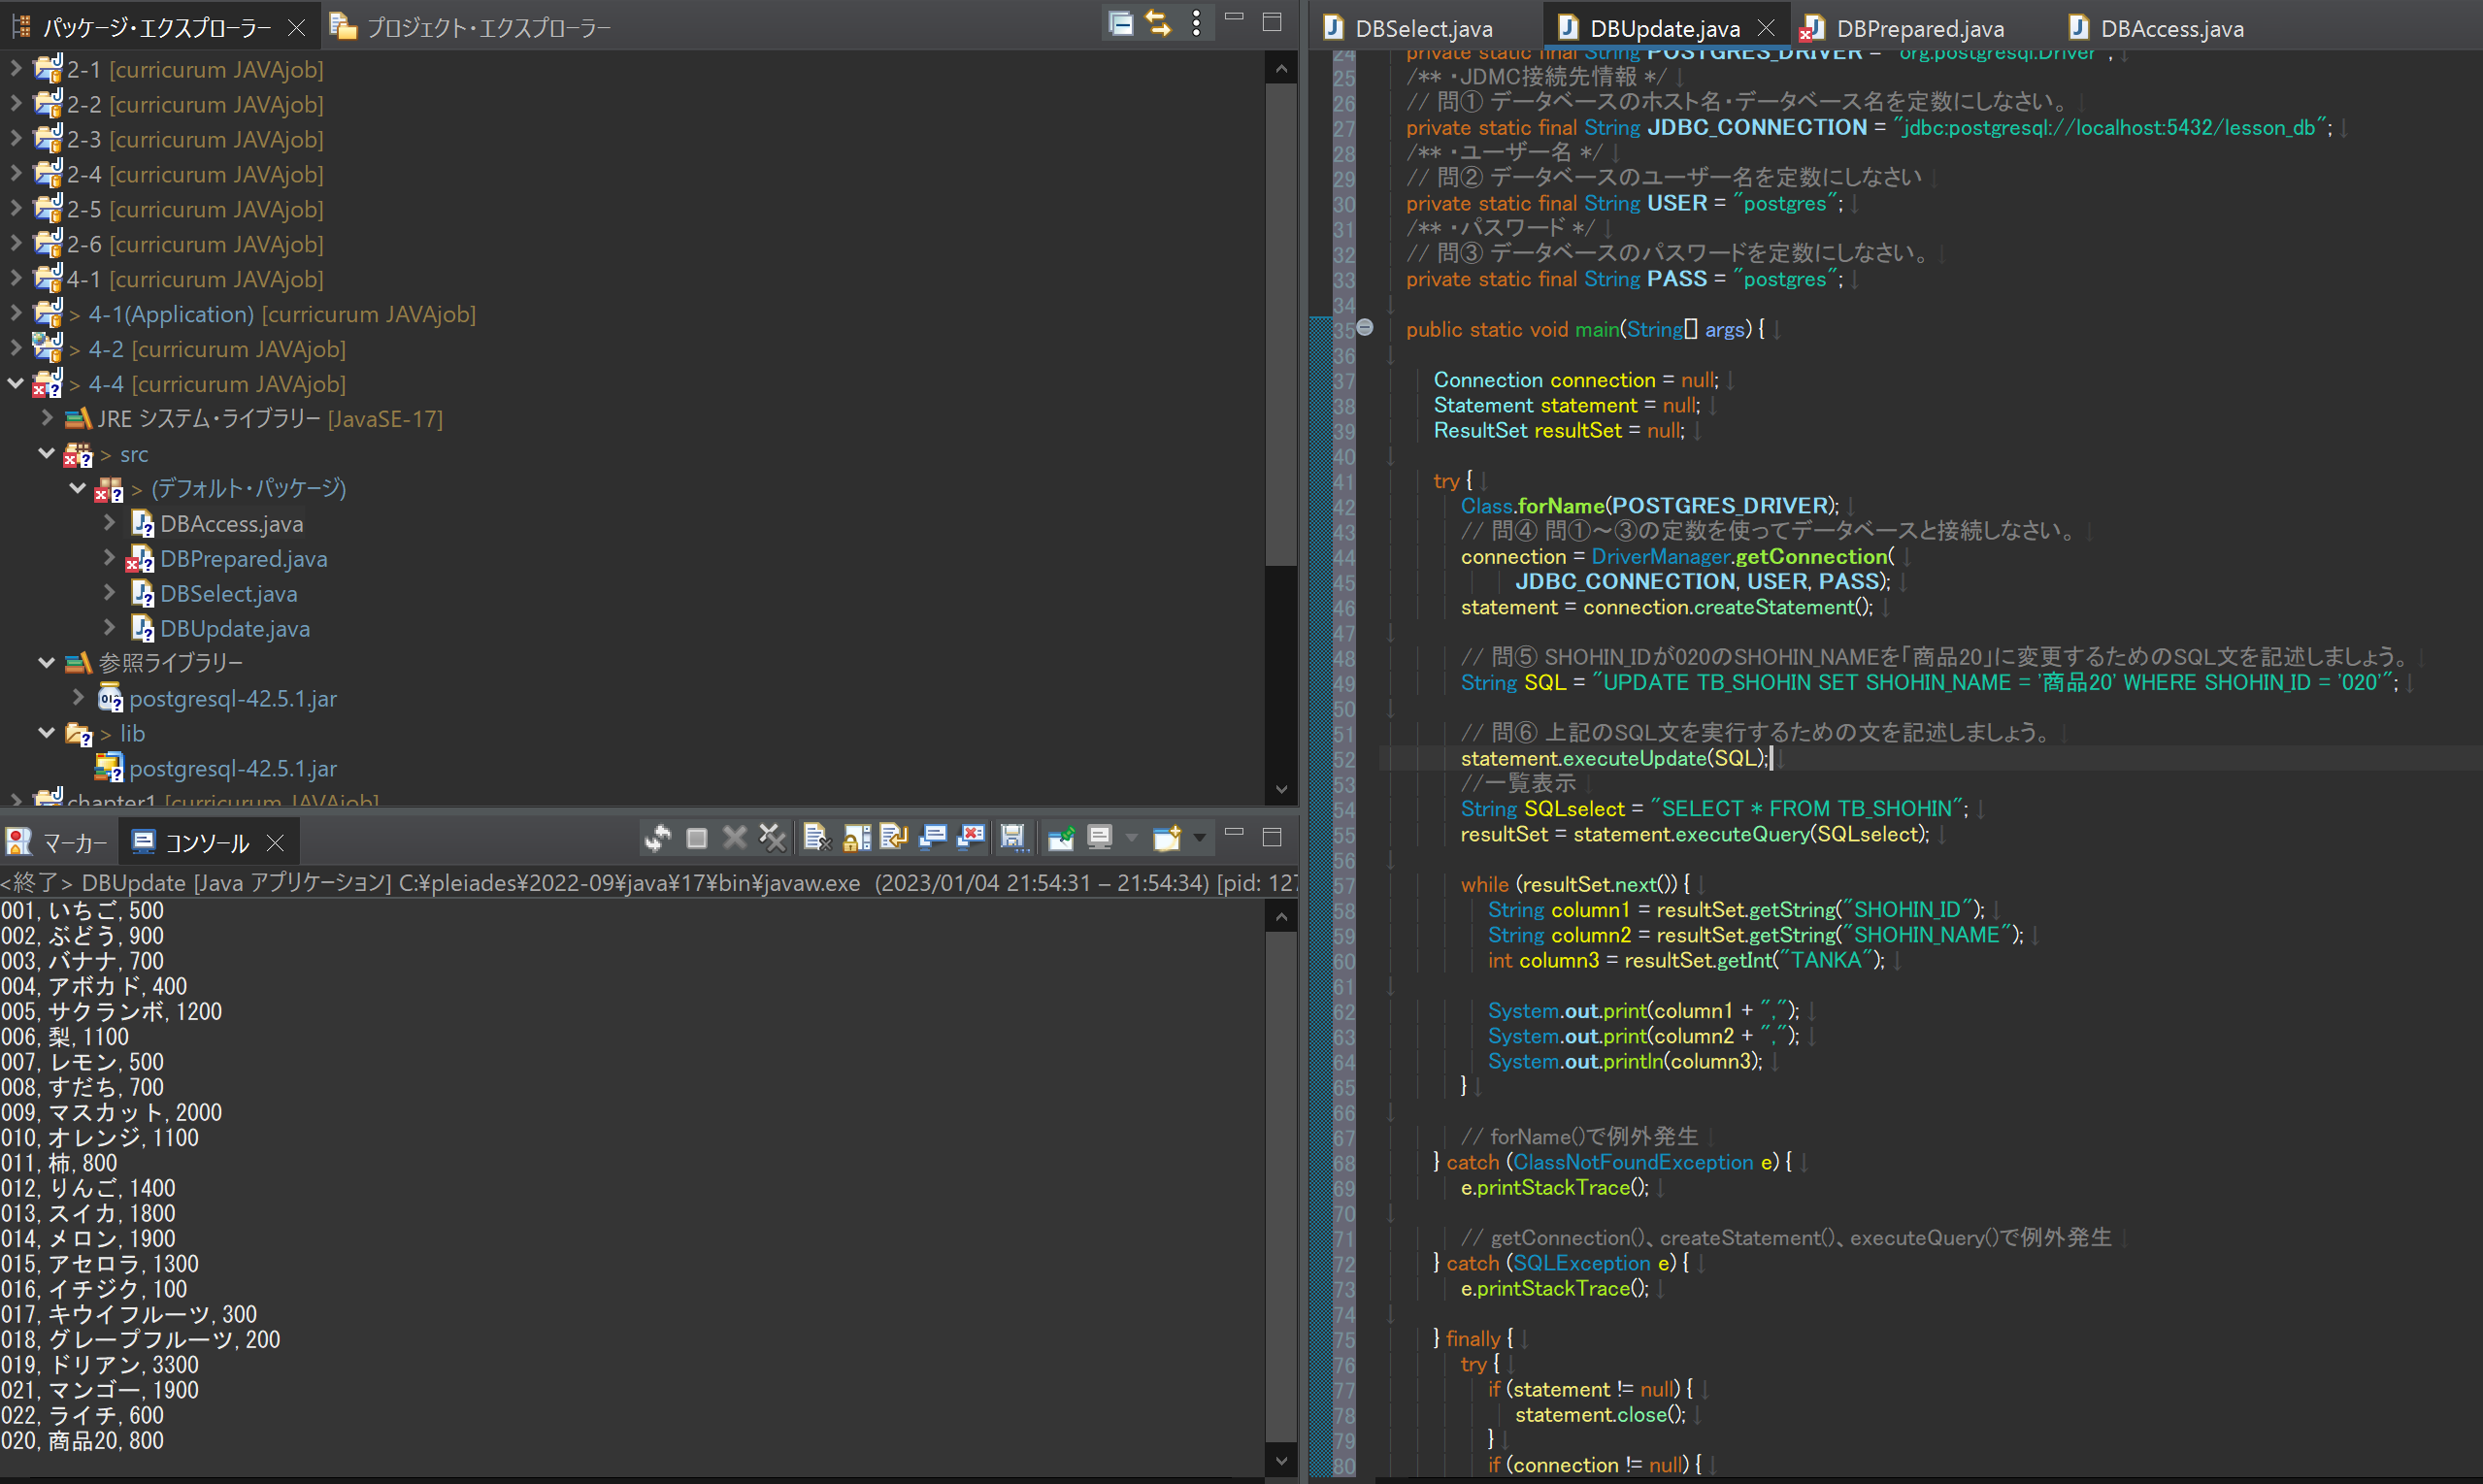 パッケージ・エクスプローラー
プロジェクト・エクスプローラー
2-1 [curricurum JAVAjob]
2-2 [curricurum JAVAjob]
2-3 [curricurum JAVAjob]
2-4 [curricurum JAVAjob]
2-5 [curricurum JAVAjob]
2-6 [curricurum JAVAjob]
4-1 [curricurum JAVAjob]
> 4-1(Application) [curricurum JAVAjob]
> 4-2 [curricurum JAVAjob]
> 4-4 [curricurum JAVAjob]
JRE システム・ライブラリー [JavaSE-17]
> src
> (デフォルト・パッケージ)
DBAccess.java
DBPrepared.java
DBSelect.java
DBUpdate.java
参照ライブラリー
postgresql-42.5.1.jar
> lib
postgresql-42.5.1.jar
chapter1 [curricurum JAVAjob]
マーカー
コンソール
<終了> DBUpdate [Java アプリケーション] C:¥pleiades¥2022-09¥java¥17¥bin¥javaw.exe (2023/01/04 21:54:31 – 21:54:34) [pid: 127
001,いちご,500
002,ぶどう,900
003,バナナ,700
004,アボカド,400
005,サクランボ,1200
006,梨,1100
007,レモン,500
008,すだち,700
009,マスカット,2000
010,オレンジ,1100
011,柿,800
012,りんご,1400
013,スイカ,1800
014,メロン,1900
015,アセロラ,1300
016,イチジク,100
017,キウイフルーツ,300
018,グレープフルーツ,200
019,ドリアン,3300
021,マンゴー,1900
022,ライチ,600
020,商品20,800
DBSelect.java
DBUpdate.java
DBPrepared.java
DBAccess.java
24 private static final String POSTGRES_DRIVER = "org.postgresql.Driver";
25 /** ・JDMC接続先情報 */
26 // 問① データベースのホスト名・データベース名を定数にしなさい。
27 private static final String JDBC_CONNECTION = "jdbc:postgresql://localhost:5432/lesson_db";
28 /** ・ユーザー名 */
29 // 問② データベースのユーザー名を定数にしなさい
30 private static final String USER = "postgres";
31 /** ・パスワード */
32 // 問③ データベースのパスワードを定数にしなさい。
33 private static final String PASS = "postgres";
34
35 public static void main(String[] args) {
36
37 Connection connection = null;
38 Statement statement = null;
39 ResultSet resultSet = null;
40
41 try {
42 Class.forName(POSTGRES_DRIVER);
43 // 問④ 問①~③の定数を使ってデータベースと接続しなさい。
44 connection = DriverManager.getConnection(
45 JDBC_CONNECTION, USER, PASS);
46 statement = connection.createStatement();
47
48 // 問⑤ SHOHIN_IDが020のSHOHIN_NAMEを「商品20」に変更するためのSQL文を記述しましょう。
49 String SQL = "UPDATE TB_SHOHIN SET SHOHIN_NAME = '商品20' WHERE SHOHIN_ID = '020'";
50
51 // 問⑥ 上記のSQL文を実行するための文を記述しましょう。
52 statement.executeUpdate(SQL);
53 //一覧表示
54 String SQLselect = "SELECT * FROM TB_SHOHIN";
55 resultSet = statement.executeQuery(SQLselect);
56
57 while (resultSet.next()) {
58 String column1 = resultSet.getString("SHOHIN_ID");
59 String column2 = resultSet.getString("SHOHIN_NAME");
60 int column3 = resultSet.getInt("TANKA");
61
62 System.out.print(column1 + ",");
63 System.out.print(column2 + ",");
64 System.out.println(column3);
65 }
66
67 // forName()で例外発生
68 } catch (ClassNotFoundException e) {
69 e.printStackTrace();
70
71 // getConnection()、createStatement()、executeQuery()で例外発生
72 } catch (SQLException e) {
73 e.printStackTrace();
74
75 } finally {
76 try {
77 if (statement != null) {
78 statement.close();
79 }
80 if (connection != null) {